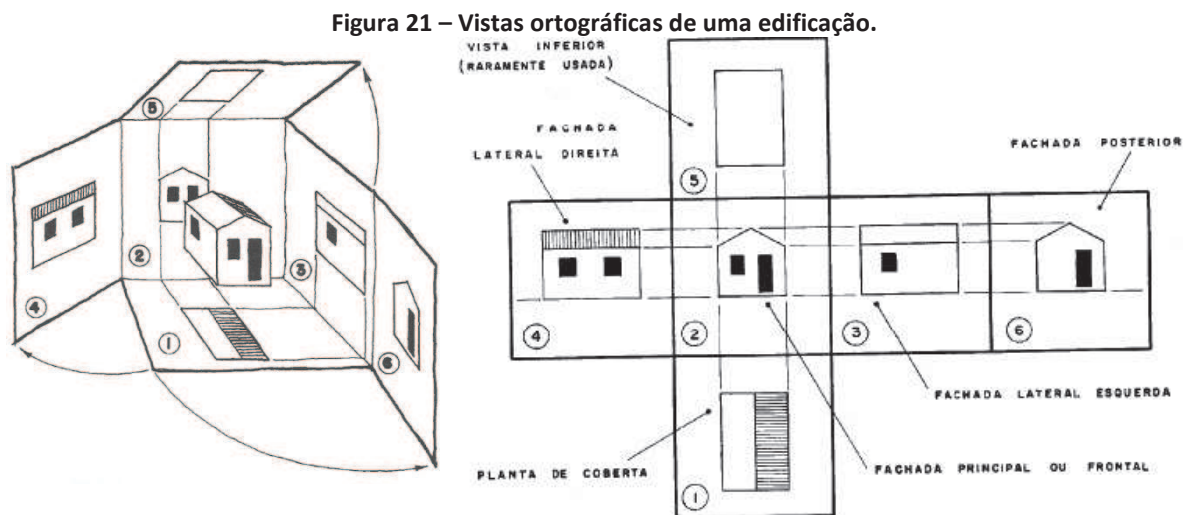 Figura 21 – Vistas ortográficas de uma edificação.
VISTA INFERIOR
(RARAMENTE USADA)
FACHADA
LATERAL DIREITA
FACHADA POSTERIOR
5
4
2
3
6
1
5
4
2
3
6
FACHADA LATERAL ESQUERDA
PLANTA DE COBERTA
FACHADA PRINCIPAL OU FRONTAL
1